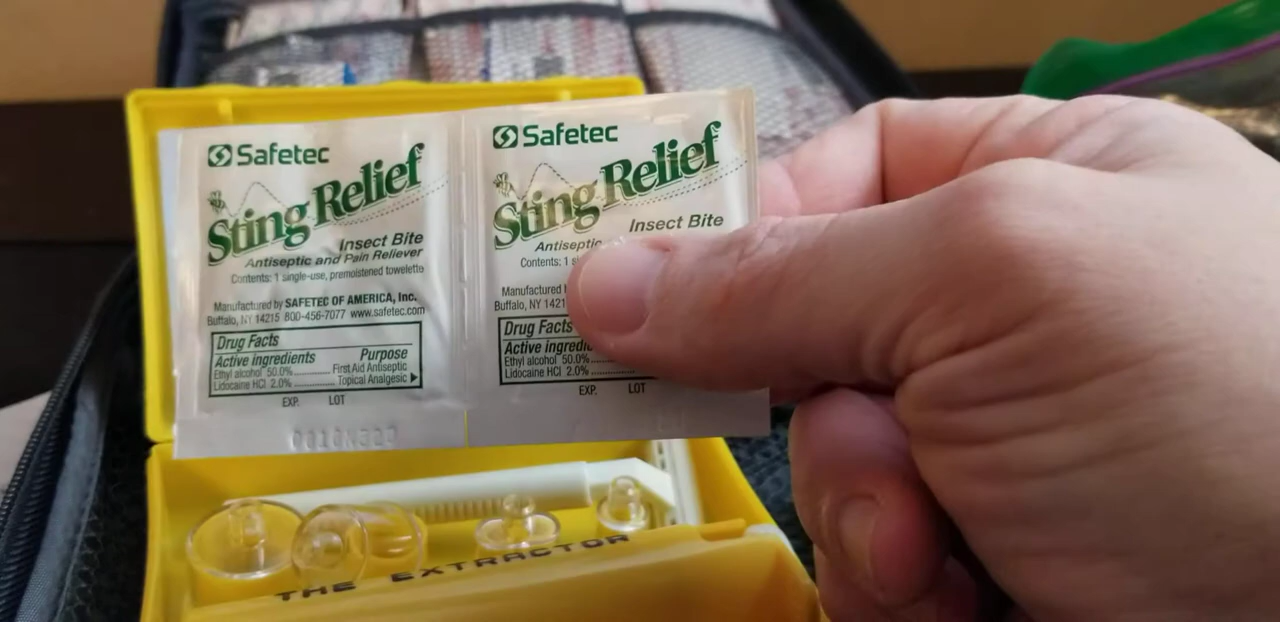 Safetec
Sting Relief
Insect Bite
Antiseptic and Pain Reliever
Contents: 1 single-use, premoistened towelette
Manufactured by SAFETEC OF AMERICA, Inc.
Buffalo, NY 14215 800-456-7077 www.safetec.com
Drug Facts
Active ingredients Purpose
Ethyl alcohol 50.0% ........ First Aid Antiseptic
Lidocaine HCl 2.0% ........ Topical Analgesic
EXP. LOT
Safetec
Sting Relief
Insect Bite
Antiseptic
Contents: 1
Manufactured
Buffalo, NY
Drug Facts
Active
Ethyl alcohol 50.0%
Lidocaine HCl 2.0%
EXP. LOT
THE EXTRACTOR